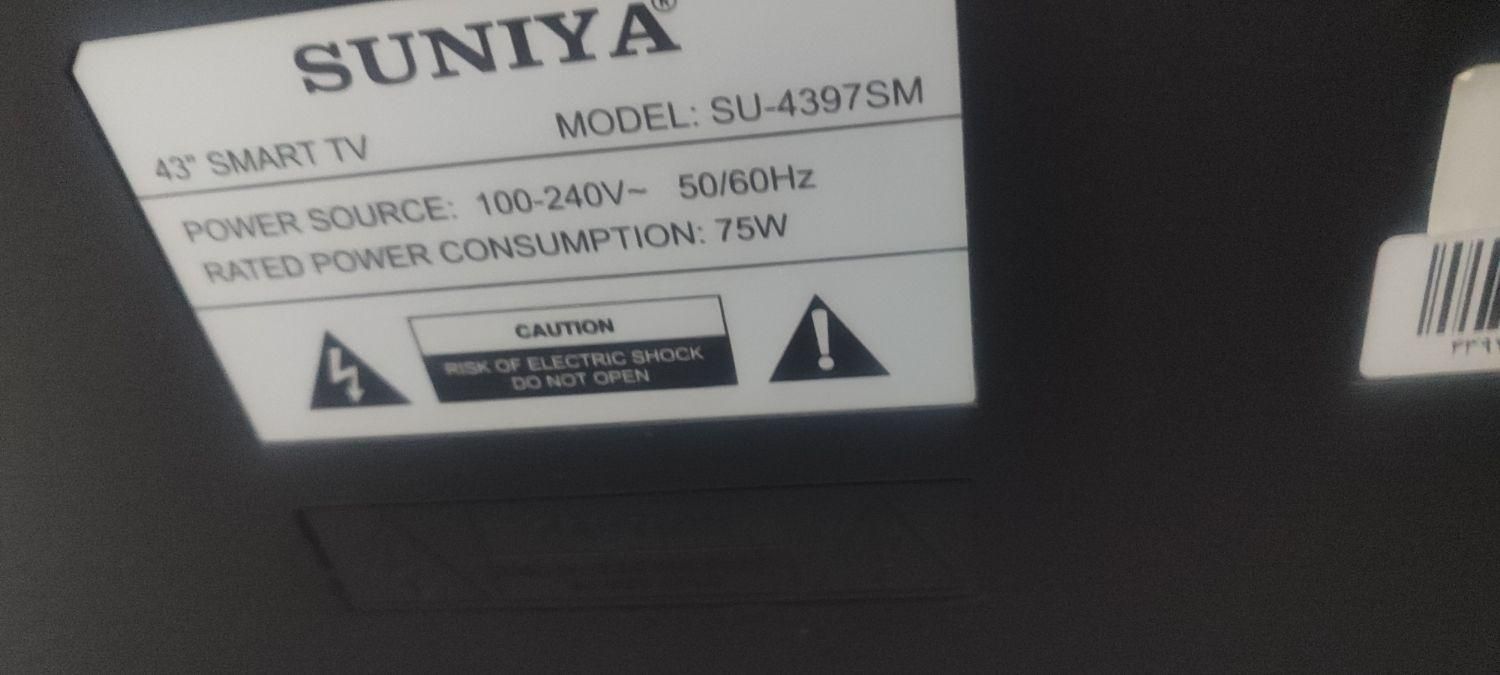 SUNIYA®
MODEL: SU-4397SM
43" SMART TV
POWER SOURCE: 100-240V~ 50/60Hz
RATED POWER CONSUMPTION: 75W
CAUTION
RISK OF ELECTRIC SHOCK
DO NOT OPEN